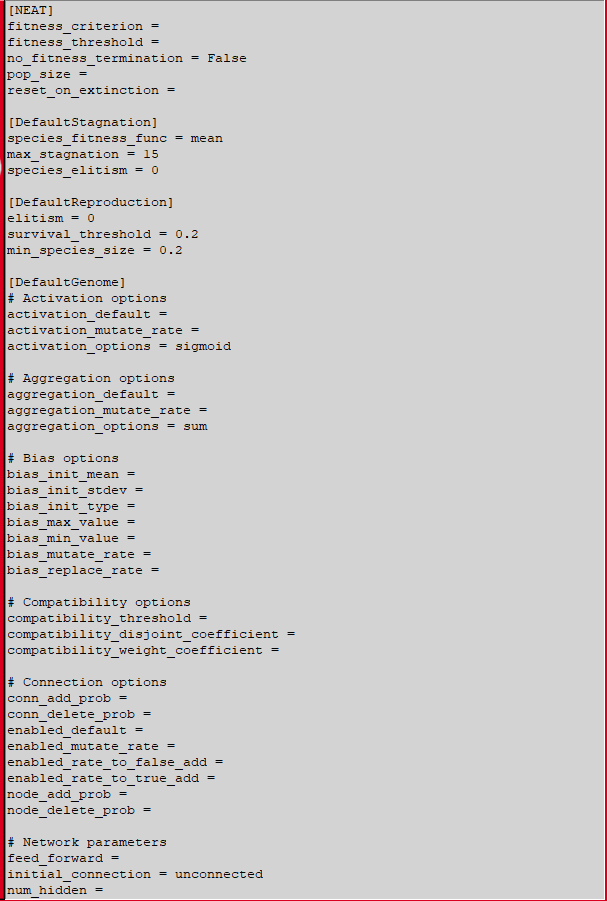 [NEAT]
fitness_criterion =
fitness_threshold =
no_fitness_termination = False
pop_size =
reset_on_extinction =

[DefaultStagnation]
species_fitness_func = mean
max_stagnation = 15
species_elitism = 0

[DefaultReproduction]
elitism = 0
survival_threshold = 0.2
min_species_size = 0.2

[DefaultGenome]
# Activation options
activation_default =
activation_mutate_rate =
activation_options = sigmoid

# Aggregation options
aggregation_default =
aggregation_mutate_rate =
aggregation_options = sum

# Bias options
bias_init_mean =
bias_init_stdev =
bias_init_type =
bias_max_value =
bias_min_value =
bias_mutate_rate =
bias_replace_rate =

# Compatibility options
compatibility_threshold =
compatibility_disjoint_coefficient =
compatibility_weight_coefficient =

# Connection options
conn_add_prob =
conn_delete_prob =
enabled_default =
enabled_mutate_rate =
enabled_rate_to_false_add =
enabled_rate_to_true_add =
node_add_prob =
node_delete_prob =

# Network parameters
feed_forward =
initial_connection = unconnected
num_hidden =